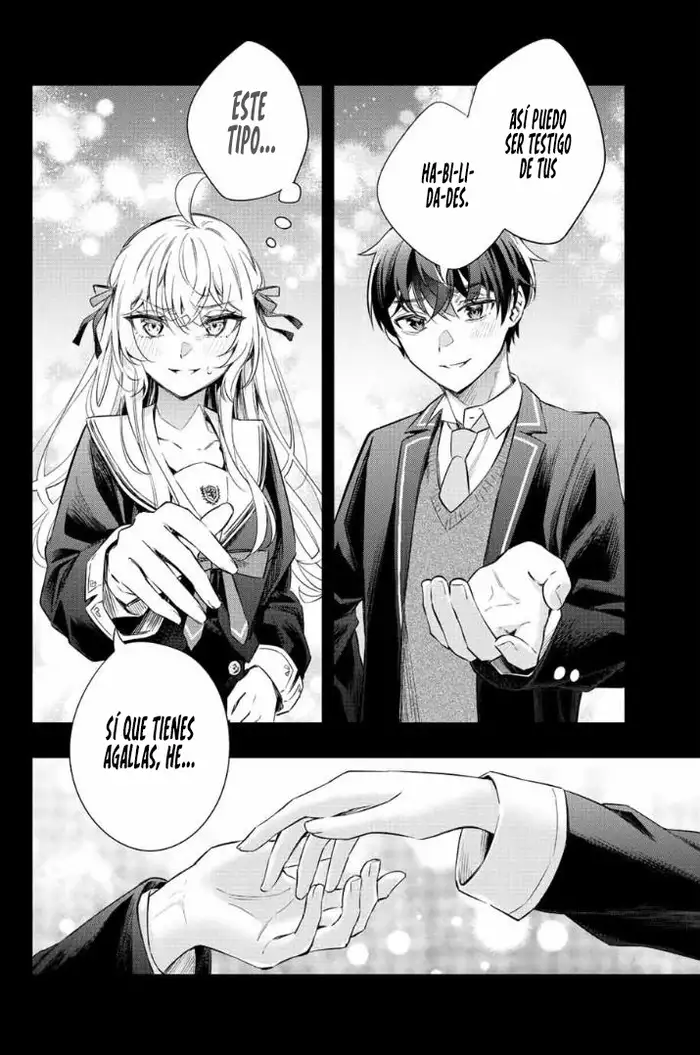 ASÍ PUEDO
SER TESTIGO
DE TUS
HA-BI-LI-
DA-DES.
ESTE
TIPO...
SÍ QUE TIENES
AGALLAS, HE...